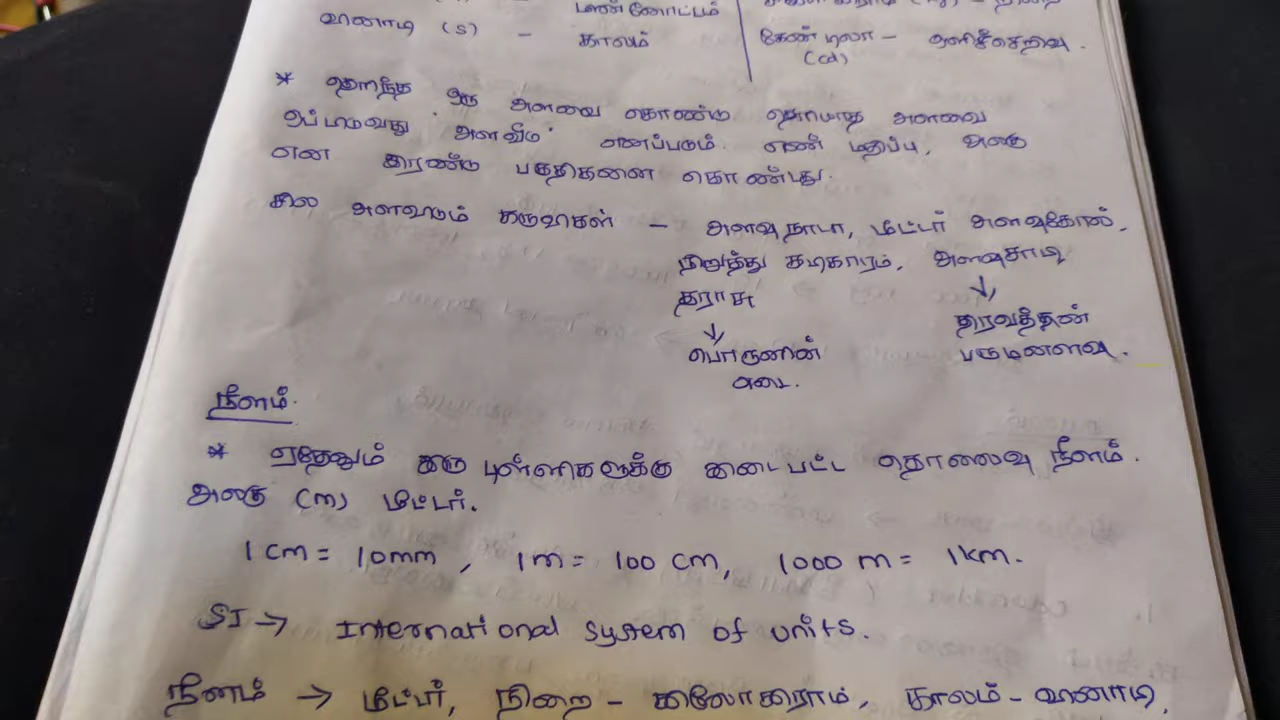 மின்னோட்டம்
வினாடி (s) - காலம்
கேண்டிலா - ஒளிச்செறிவு.
(cd)
* தெரிந்த ஒரு அளவை கொண்டு தெரியாத அளவை
ஒப்பிடுவது 'அளவீடு' எனப்படும். எண் மதிப்பு, அலகு
என இரண்டு பகுதிகளை கொண்டது.
சில அளவிடும் கருவிகள் - அளவு நாடா, மீட்டர் அளவுகோல்,
நிறுத்து கடிகாரம், அளவுசாடி
தராசு
↓ ↓
பொருளின் திரவத்தின்
எடை. பருமனளவு.
நீளம்.
* ஏதேனும் இரு புள்ளிகளுக்கு இடைபட்ட தொலைவு நீளம்.
அலகு (m) மீட்டர்.
1 cm = 10mm, 1m = 100 cm, 1000 m = 1km.
SI → International system of units.
நீளம் → மீட்டர், நிறை - கிலோகிராம், காலம் - வினாடி,